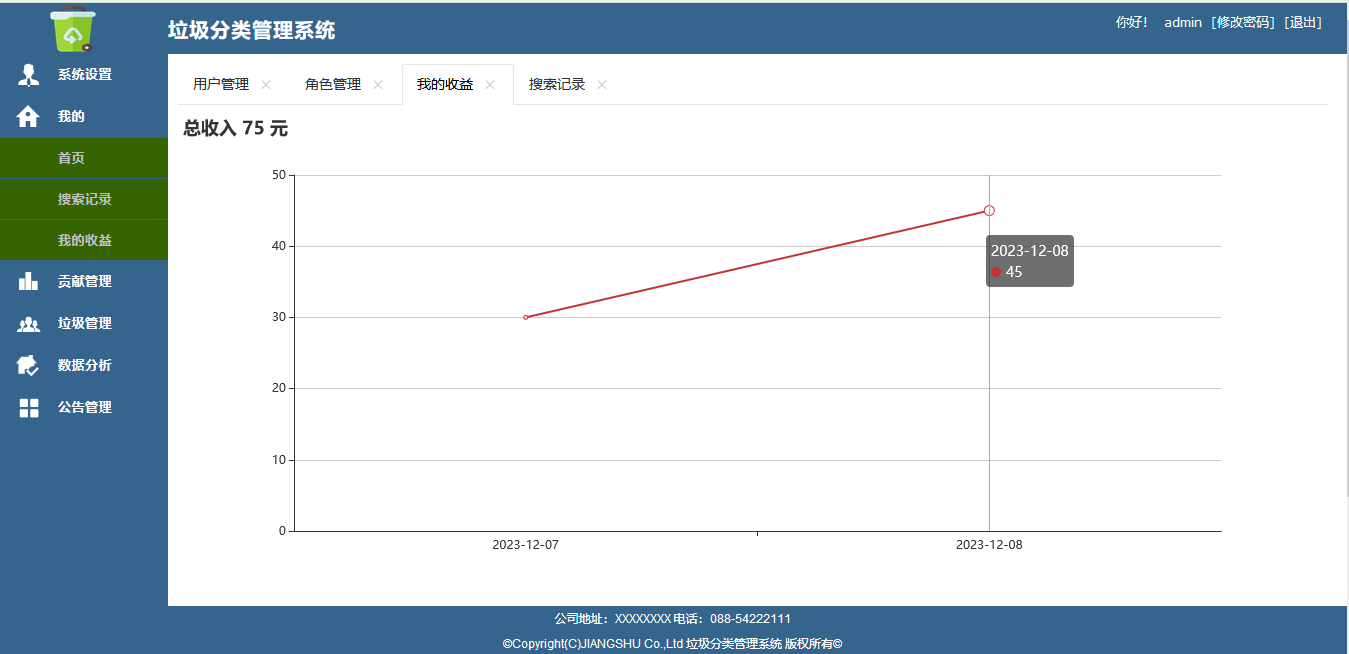 垃圾分类管理系统
你好! admin [修改密码] [退出]
系统设置
我的
首页
搜索记录
我的收益
贡献管理
垃圾管理
数据分析
公告管理
用户管理 角色管理 我的收益 搜索记录
总收入 75 元
50
40
30
20
10
0
2023-12-08
45
2023-12-07 2023-12-08
公司地址：XXXXXXXX 电话：088-54222111
©Copyright(C)JIANGSHU Co.,Ltd 垃圾分类管理系统 版权所有©